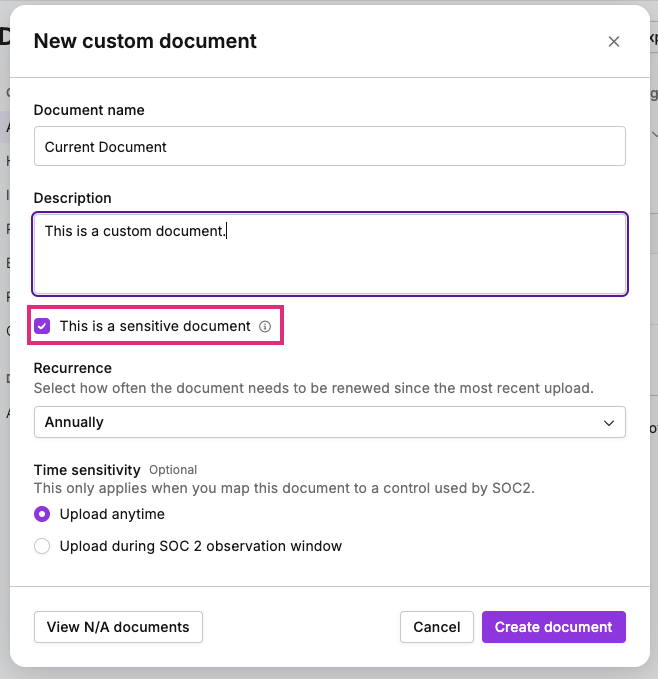 New custom document
Document name
Current Document
Description
This is a custom document.
This is a sensitive document
Recurrence
Select how often the document needs to be renewed since the most recent upload.
Annually
Time sensitivity Optional
This only applies when you map this document to a control used by SOC2.
Upload anytime
Upload during SOC 2 observation window
View N/A documents
Cancel
Create document